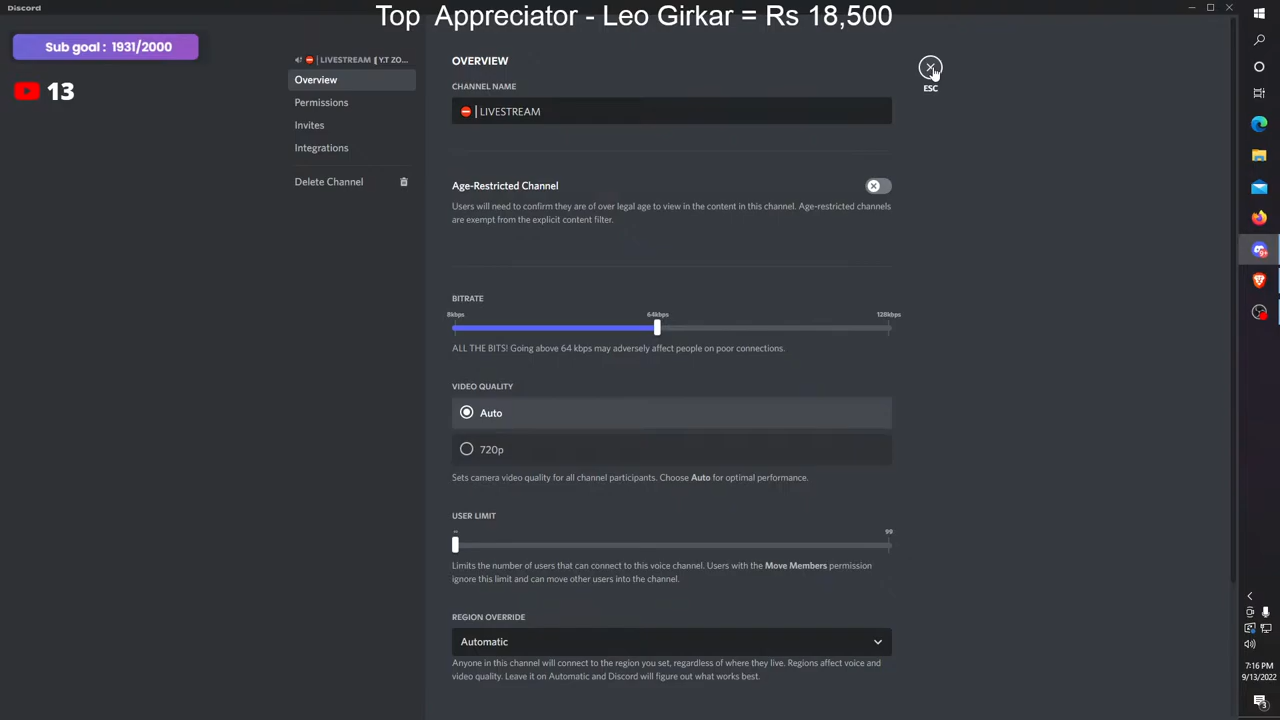 Discord
Top Appreciator - Leo Girkar = Rs 18,500
Sub goal : 1931/2000
13
LIVESTREAM
Overview
Permissions
Invites
Integrations
Delete Channel
OVERVIEW
CHANNEL NAME
| LIVESTREAM
Age-Restricted Channel
Users will need to confirm they are of over legal age to view in the content in this channel. Age-restricted channels
are exempt from the explicit content filter.
BITRATE
8kbps
64kbps
128kbps
ALL THE BITS! Going above 64 kbps may adversely affect people on poor connections.
VIDEO QUALITY
Auto
720p
Sets camera video quality for all channel participants. Choose Auto for optimal performance.
USER LIMIT
∞
99
Limits the number of users that can connect to this voice channel. Users with the Move Members permission
ignore this limit and can move other users into the channel.
REGION OVERRIDE
Automatic
Anyone in this channel will connect to the region you set, regardless of where they live. Regions affect voice and
video quality. Leave it on Automatic and Discord will figure out what works best.
ESC
7:16 PM
9/13/2022